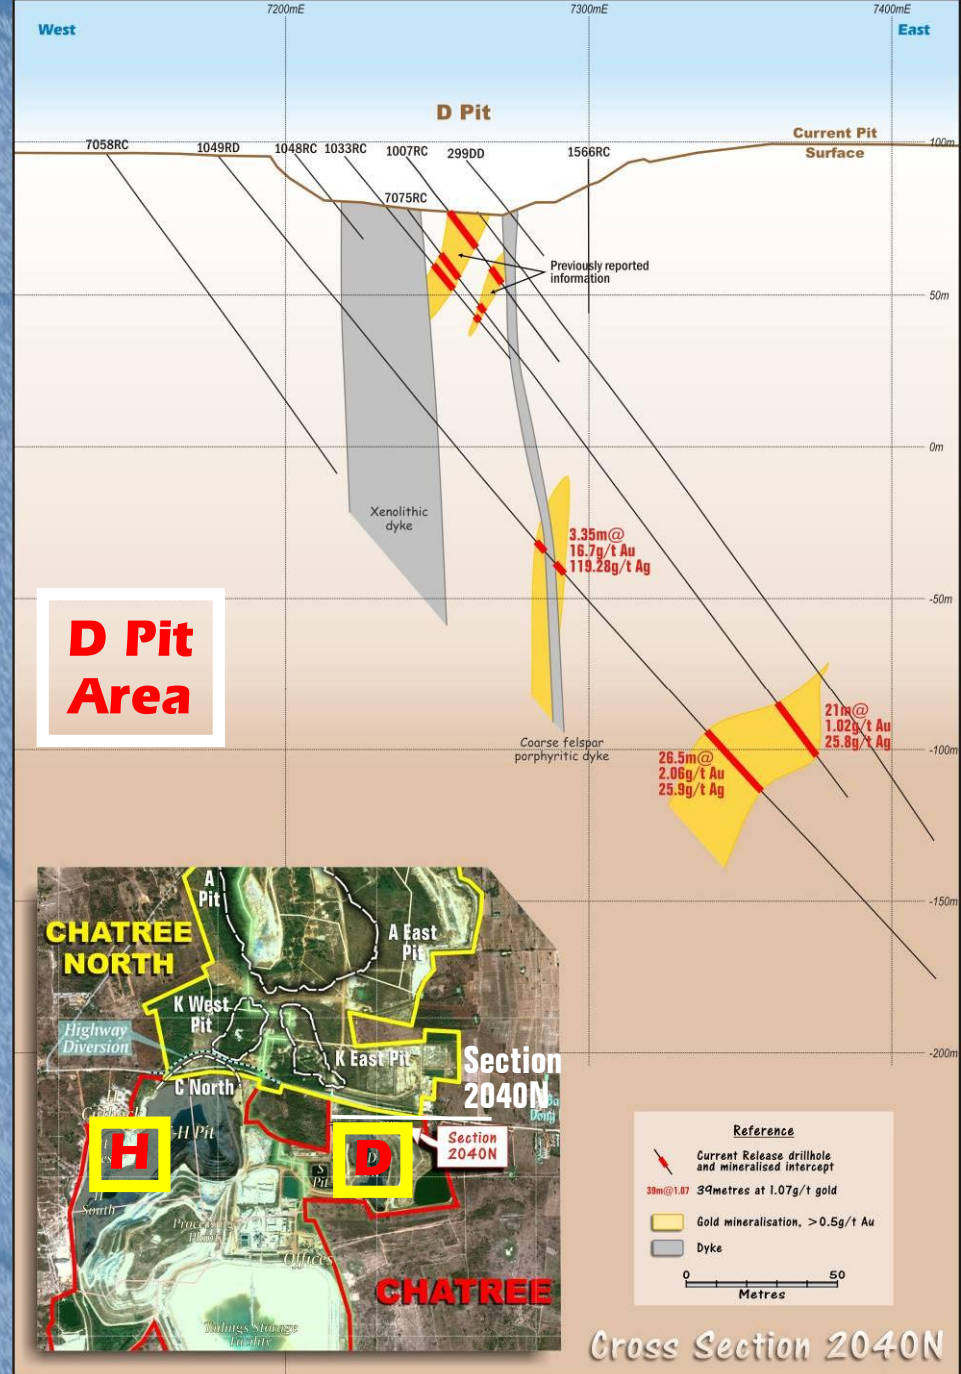 7200mE
7300mE
7400mE
West
East
D Pit
Current Pit
Surface
100m
7058RC
1049RD
1048RC
1033RC
1007RC
299DD
1566RC
7075RC
Previously reported
information
50m
0m
Xenolithic
dyke
3.35m@
16.7g/t Au
119.28g/t Ag
-50m
D Pit
Area
21m@
1.02g/t Au
25.8g/t Ag
Coarse felspar
porphyritic dyke
-100m
26.5m@
2.06g/t Au
25.9g/t Ag
-150m
-200m
A
Pit
CHATREE
NORTH
A East
Pit
K West
Pit
Highway
Diversion
K East Pit
Section
2040N
C North
H Pit
H
D
Section
2040N
S
Pit
South
Processing
Plant
Offices
CHATREE
Tailings Storage
Facility
Reference
Current Release drillhole
and mineralised intercept
39m@1.07
39metres at 1.07g/t gold
Gold mineralisation, >0.5g/t Au
Dyke
0
50
Metres
Cross Section 2040N